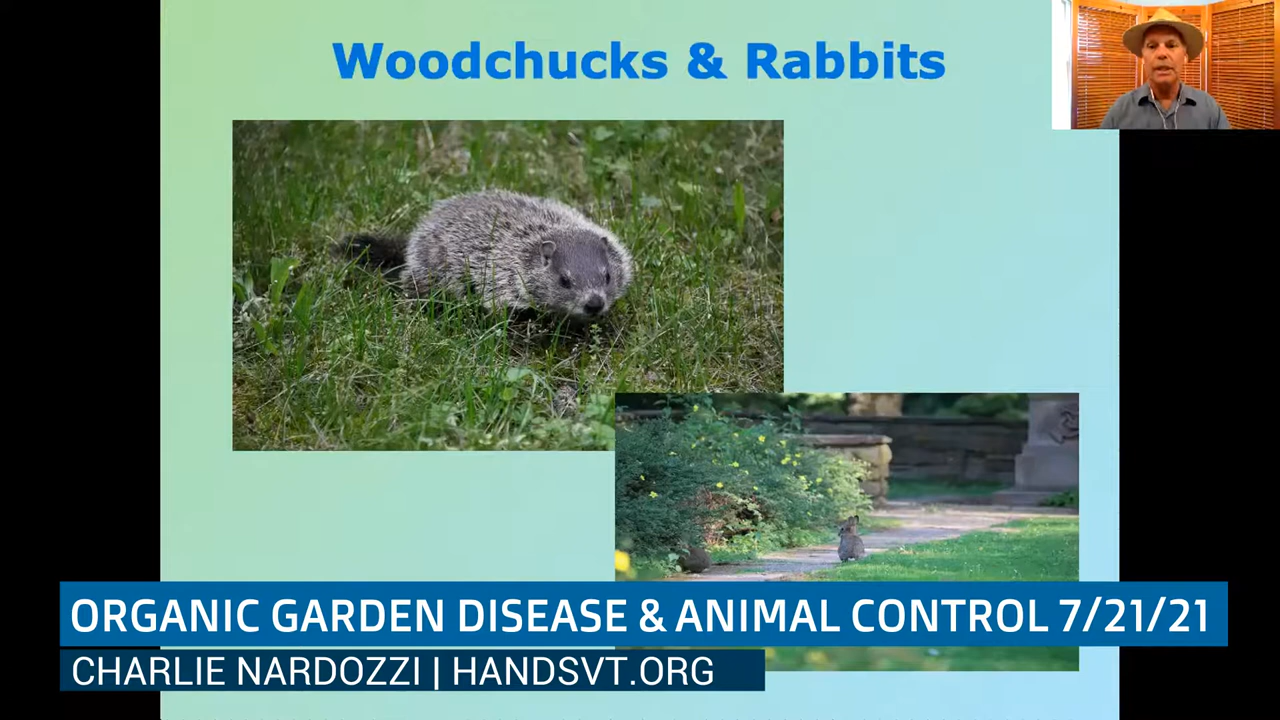 Woodchucks & Rabbits
ORGANIC GARDEN DISEASE & ANIMAL CONTROL 7/21/21
CHARLIE NARDOZZI | HANDSVT.ORG